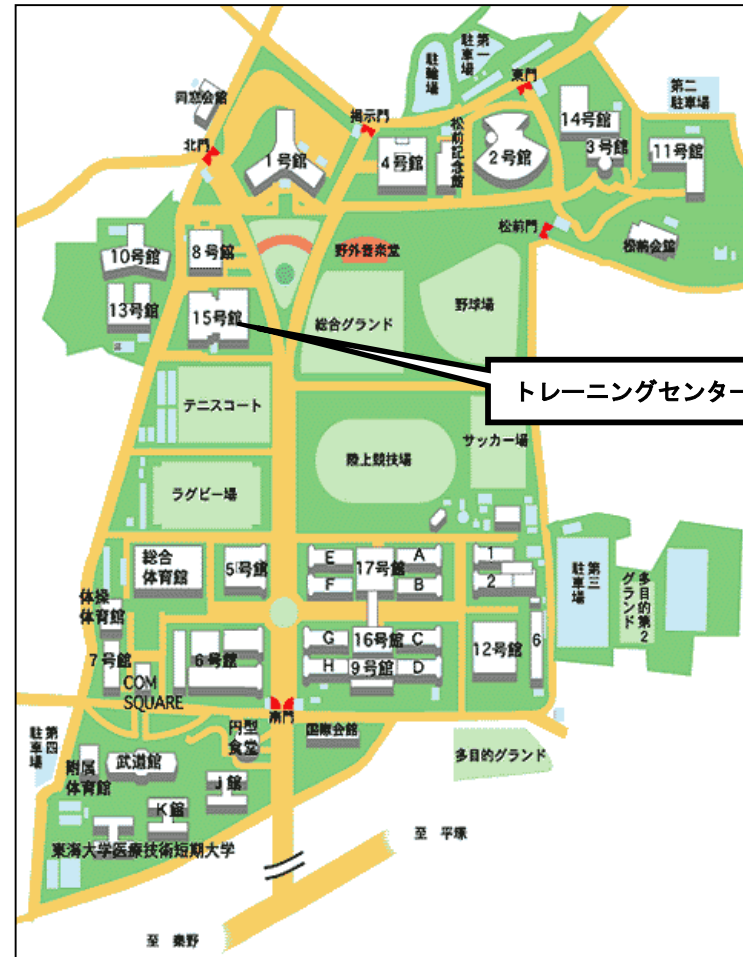 第一
駐車場
駐輪場
東門
第二
駐車場
同窓会館
掲示門
14号館
松前記念館
北門
1号館
4号館
2号館
3号館
11号館
松前門
8号館
野外音楽堂
松前会館
10号館
13号館
15号館
総合グランド
野球場
トレーニングセンター
テニスコート
サッカー場
陸上競技場
ラグビー場
総合
体育館
5号館
E
17号館
A
1
F
B
2
第三
駐車場
多目的第2
グランド
体操
体育館
G
16号館
C
6
7号館
6号館
H
9号館
D
12号館
COM
SQUARE
南門
円型
食堂
国際会館
第四
駐車場
多目的グランド
武道館
附属
体育館
J館
K館
東海大学医療技術短期大学
至 平塚
至 秦野